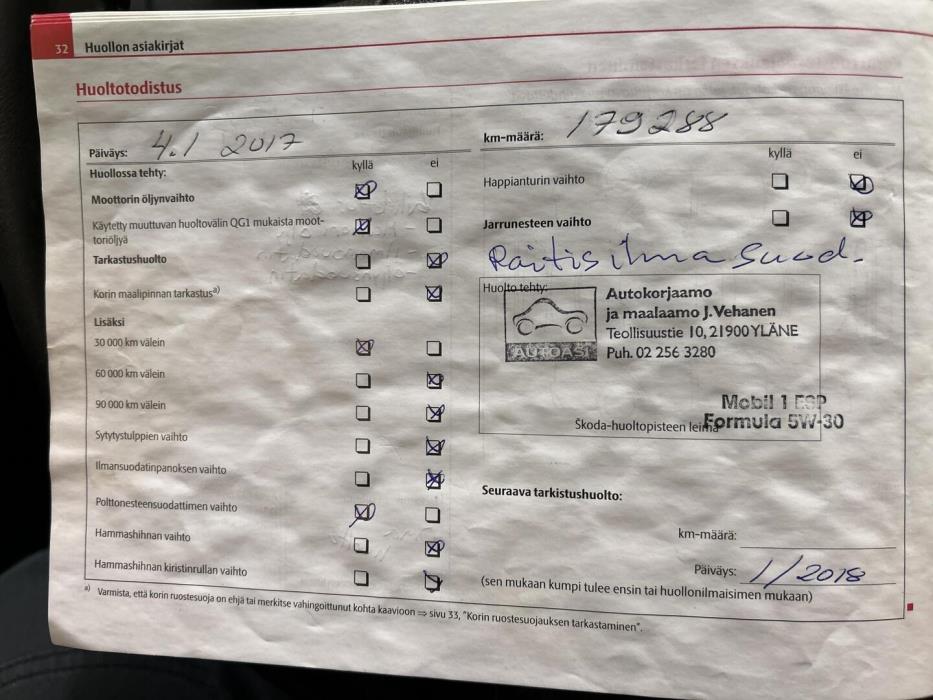 32 Huollon asiakirjat
Huoltotodistus
Päiväys: 4.1 2017
Huollossa tehty: kyllä ei
Moottorin öljynvaihto
Käytetty muuttuvan huoltovälin QG1 mukaista moot-
toriöljyä
Tarkastushuolto
Korin maalipinnan tarkastus a)
Lisäksi
30 000 km välein
60 000 km välein
90 000 km välein
Sytytystulppien vaihto
Ilmansuodatinpanoksen vaihto
Polttonesteensuodattimen vaihto
Hammashihnan vaihto
Hammashihnan kiristinrullan vaihto
km-määrä: 179288
kyllä ei
Happianturin vaihto
Jarrunesteen vaihto
Raitis ilma suod.
Huolto tehty:
AUTOASI
Autokorjaamo
ja maalaamo J. Vehanen
Teollisuustie 10, 21900 YLÄNE
Puh. 02 256 3280
Mobil 1 ESP
Formula 5W-30
Škoda-huoltopisteen leima
Seuraava tarkistushuolto:
km-määrä:
Päiväys: 1/2018
(sen mukaan kumpi tulee ensin tai huollonilmaisimen mukaan)
a) Varmista, että korin ruostesuoja on ehjä tai merkitse vahingoittunut kohta kaavioon ⇒ sivu 33, "Korin ruostesuojauksen tarkastaminen".